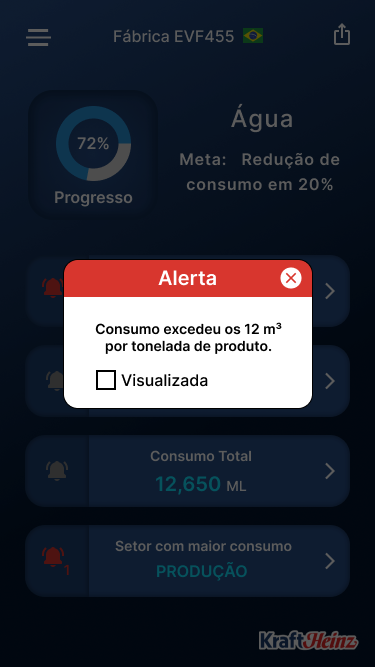 Fábrica EVF455
72%
Progresso
Água
Meta: Redução de
consumo em 20%
Alerta
Consumo excedeu os 12 m³
por tonelada de produto.
Visualizada
Consumo Total
12,650 ML
Setor com maior consumo
PRODUÇÃO
1
KraftHeinz